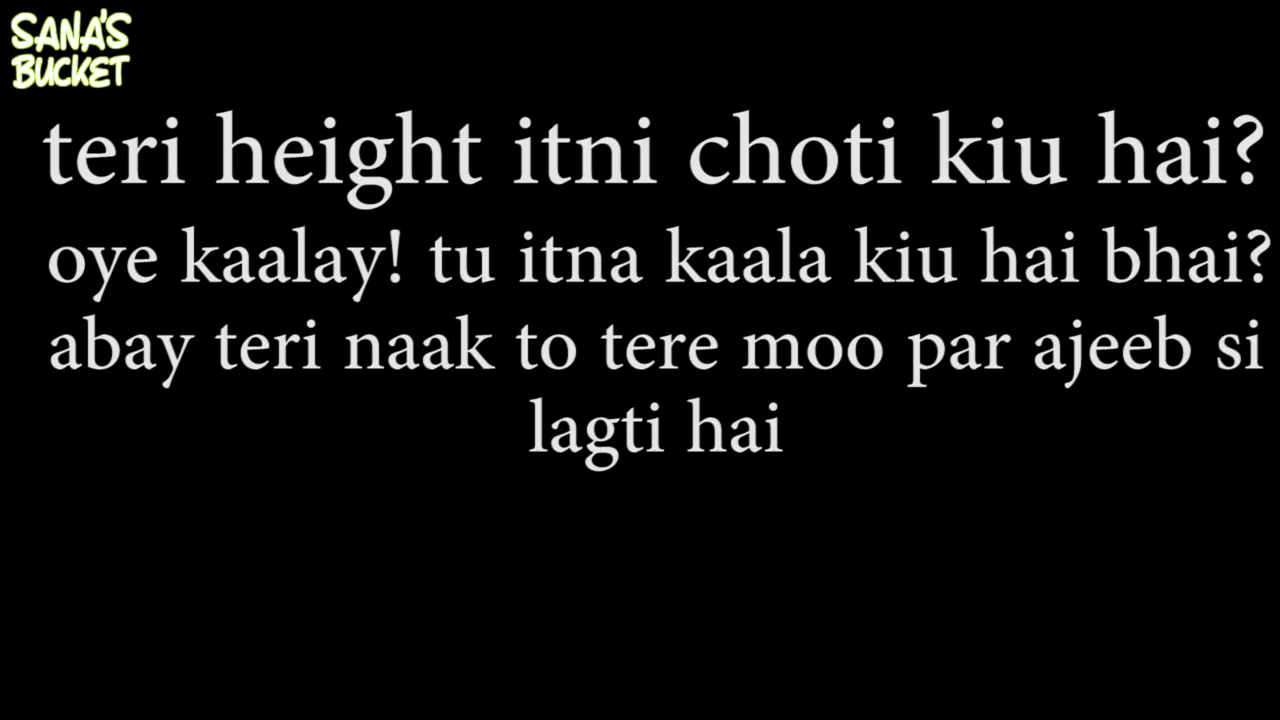 SANA'S
BUCKET
teri height itni choti kiu hai?
oye kaalay! tu itna kaala kiu hai bhai?
abay teri naak to tere moo par ajeeb si
lagti hai